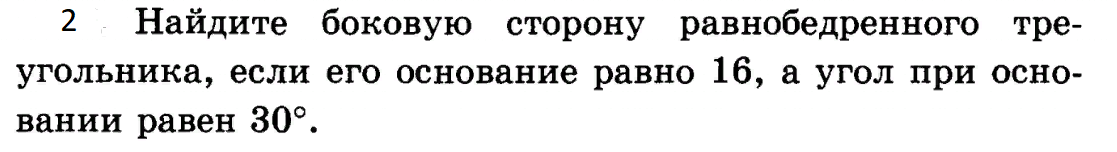 2 Найдите боковую сторону равнобедренного тре-
угольника, если его основание равно 16, а угол при осно-
вании равен 30°.